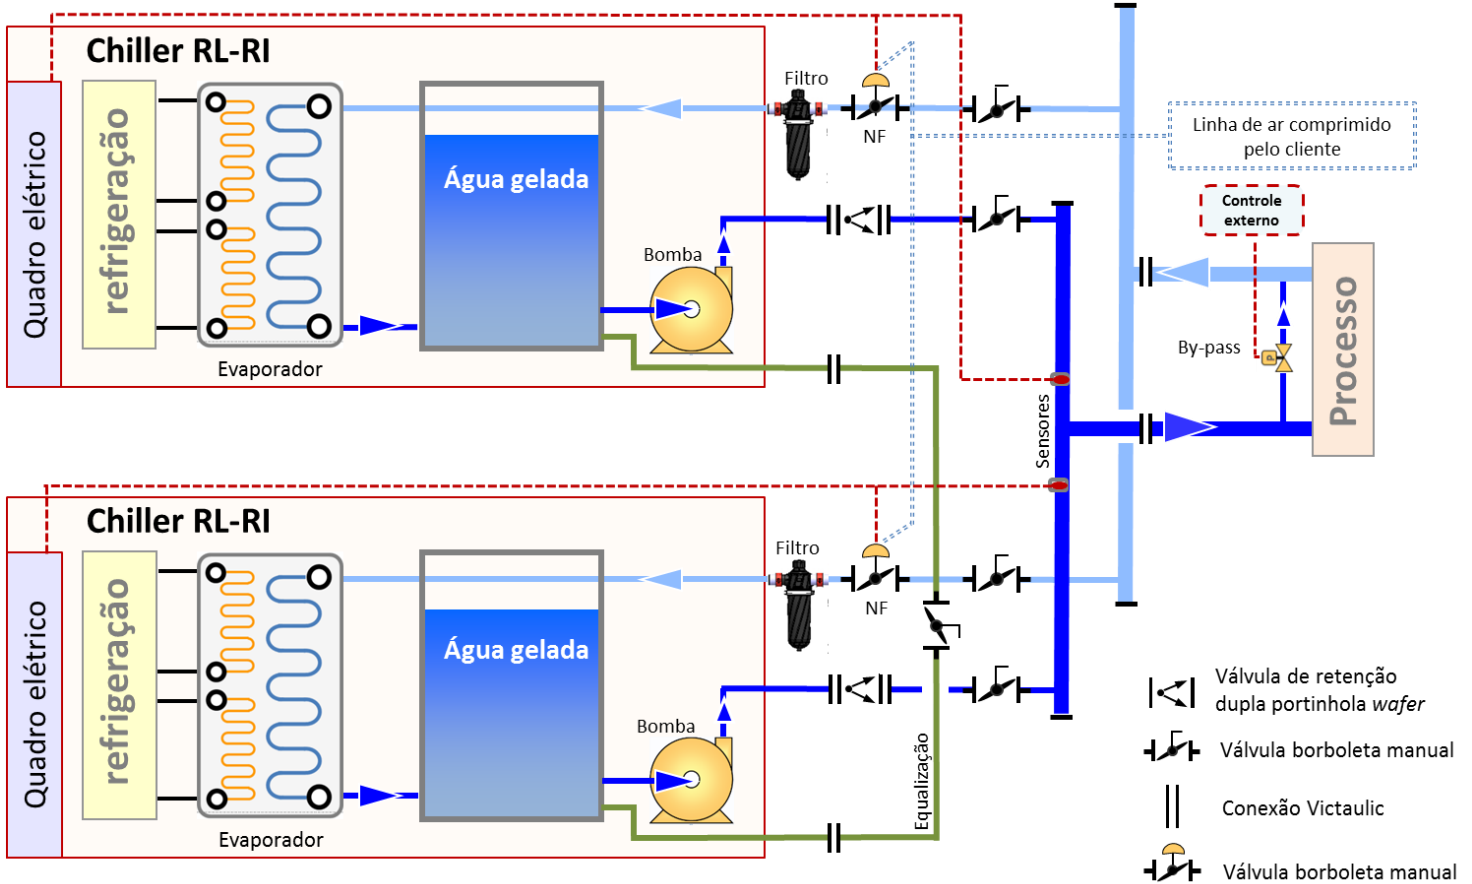 Chiller RL-RI
Quadro elétrico
refrigeração
Evaporador
Água gelada
Bomba
Filtro
NF
Linha de ar comprimido
pelo cliente
Controle
externo
By-pass
Processo
Sensores
Chiller RL-RI
Quadro elétrico
refrigeração
Evaporador
Água gelada
Bomba
Filtro
NF
Equalização
Válvula de retenção
dupla portinhola wafer
Válvula borboleta manual
Conexão Victaulic
Válvula borboleta manual
P